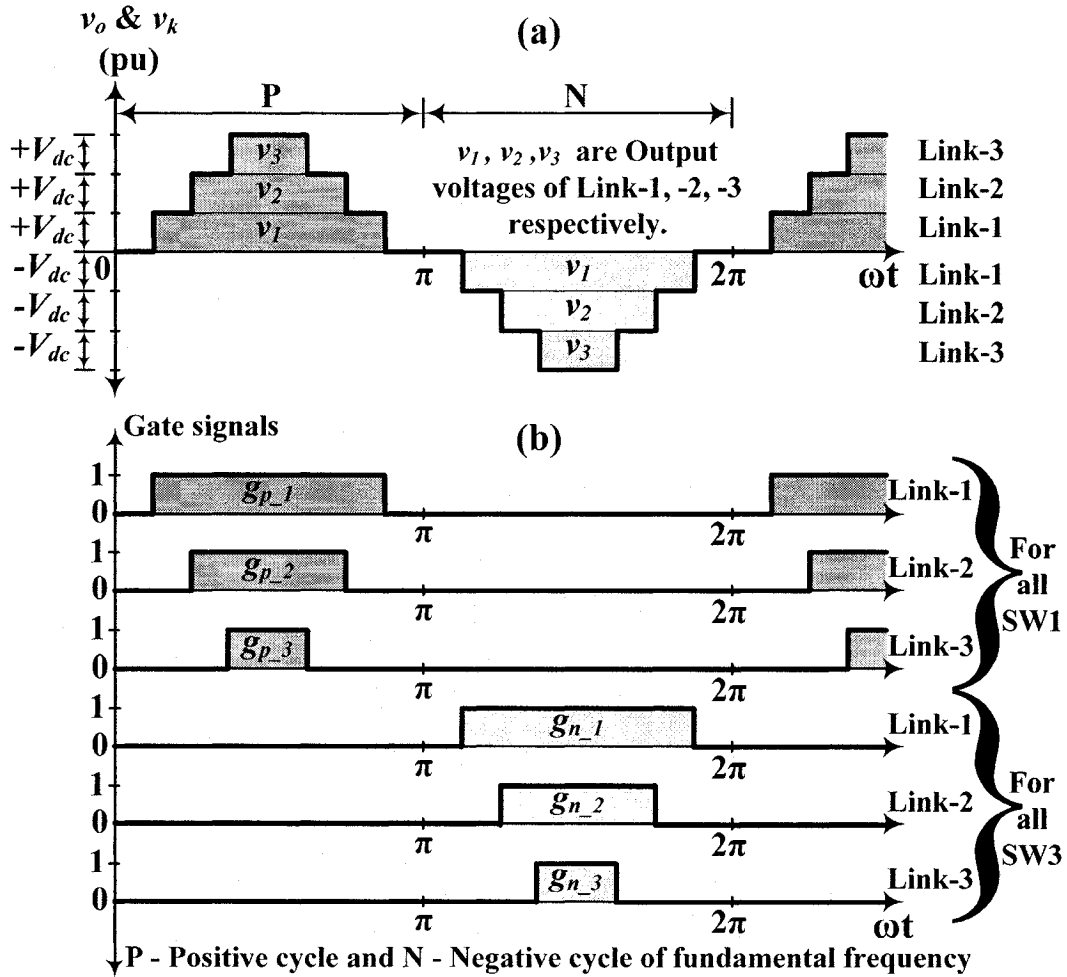 v_o & v_k
(pu)
(a)
P
N
+V_dc
+V_dc
+V_dc
-V_dc
-V_dc
-V_dc
0
v_3
v_2
v_1
v_1, v_2, v_3 are Output
voltages of Link-1, -2, -3
respectively.
v_1
v_2
v_3
π
2π
ωt
Link-3
Link-2
Link-1
Link-1
Link-2
Link-3
Gate signals
(b)
1
0
g_p_1
π
2π
Link-1
1
0
g_p_2
π
2π
Link-2
1
0
g_p_3
π
2π
Link-3
For
all
SW1
1
0
g_n_1
π
2π
Link-1
1
0
g_n_2
π
2π
Link-2
1
0
g_n_3
π
2π
Link-3
ωt
For
all
SW3
P - Positive cycle and N - Negative cycle of fundamental frequency